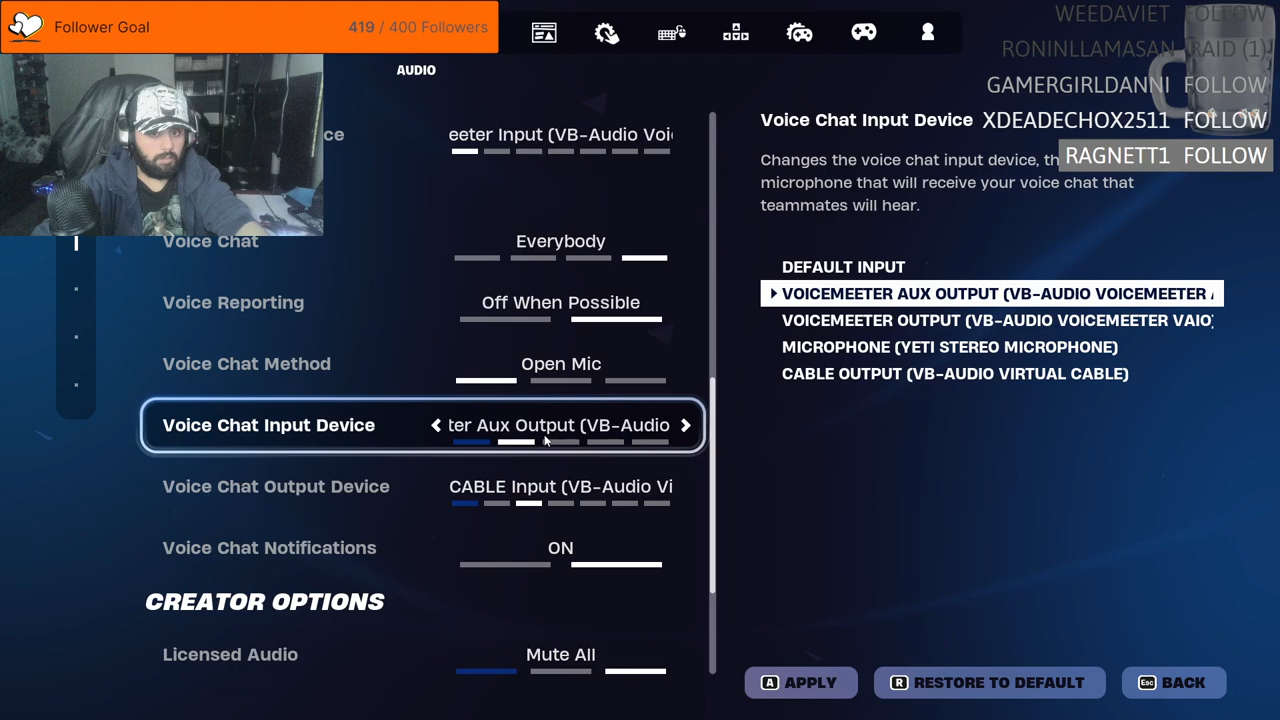 Follower Goal 419 / 400 Followers
WEEDAVIET FOLLOW
RONINLLAMASAN RAID (1)
GAMERGIRLDANNI FOLLOW
XDEADECHOX2511 FOLLOW
RAGNETT1 FOLLOW
AUDIO
ce eeter Input (VB-Audio Voi
Voice Chat Everybody
Voice Reporting Off When Possible
Voice Chat Method Open Mic
Voice Chat Input Device ter Aux Output (VB-Audio
Voice Chat Output Device CABLE Input (VB-Audio Vi
Voice Chat Notifications ON
CREATOR OPTIONS
Licensed Audio Mute All
Voice Chat Input Device
Changes the voice chat input device, th
microphone that will receive your voice chat that
teammates will hear.
DEFAULT INPUT
VOICEMEETER AUX OUTPUT (VB-AUDIO VOICEMEETER
VOICEMEETER OUTPUT (VB-AUDIO VOICEMEETER VAIO)
MICROPHONE (YETI STEREO MICROPHONE)
CABLE OUTPUT (VB-AUDIO VIRTUAL CABLE)
A APPLY
R RESTORE TO DEFAULT
Esc BACK